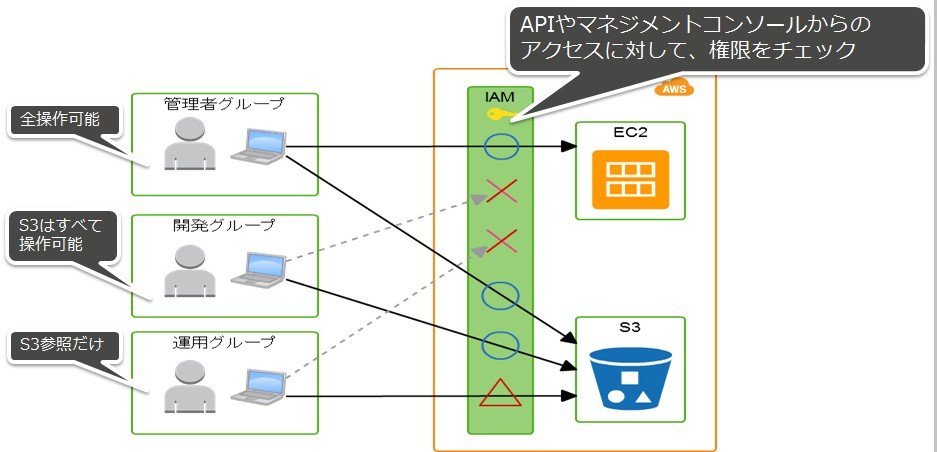 APIやマネジメントコンソールからの
アクセスに対して、権限をチェック
AWS
IAM
管理者グループ
全操作可能
EC2
S3はすべて
操作可能
開発グループ
S3参照だけ
運用グループ
S3